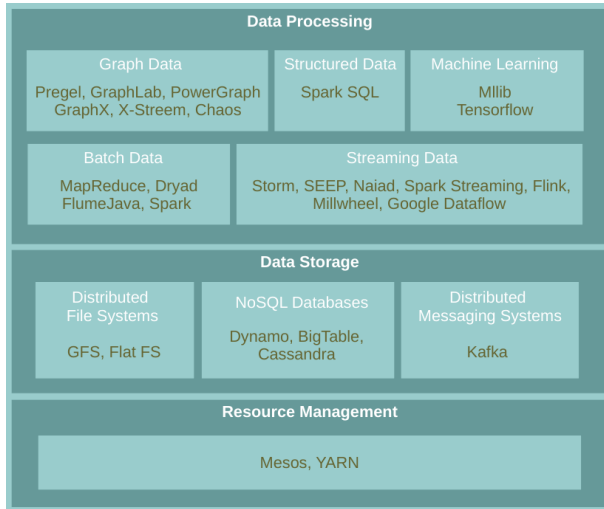 Data Processing
Graph Data
Pregel, GraphLab, PowerGraph
GraphX, X-Streem, Chaos
Structured Data
Spark SQL
Machine Learning
Mllib
Tensorflow
Batch Data
MapReduce, Dryad
FlumeJava, Spark
Streaming Data
Storm, SEEP, Naiad, Spark Streaming, Flink,
Millwheel, Google Dataflow
Data Storage
Distributed
File Systems
GFS, Flat FS
NoSQL Databases
Dynamo, BigTable,
Cassandra
Distributed
Messaging Systems
Kafka
Resource Management
Mesos, YARN